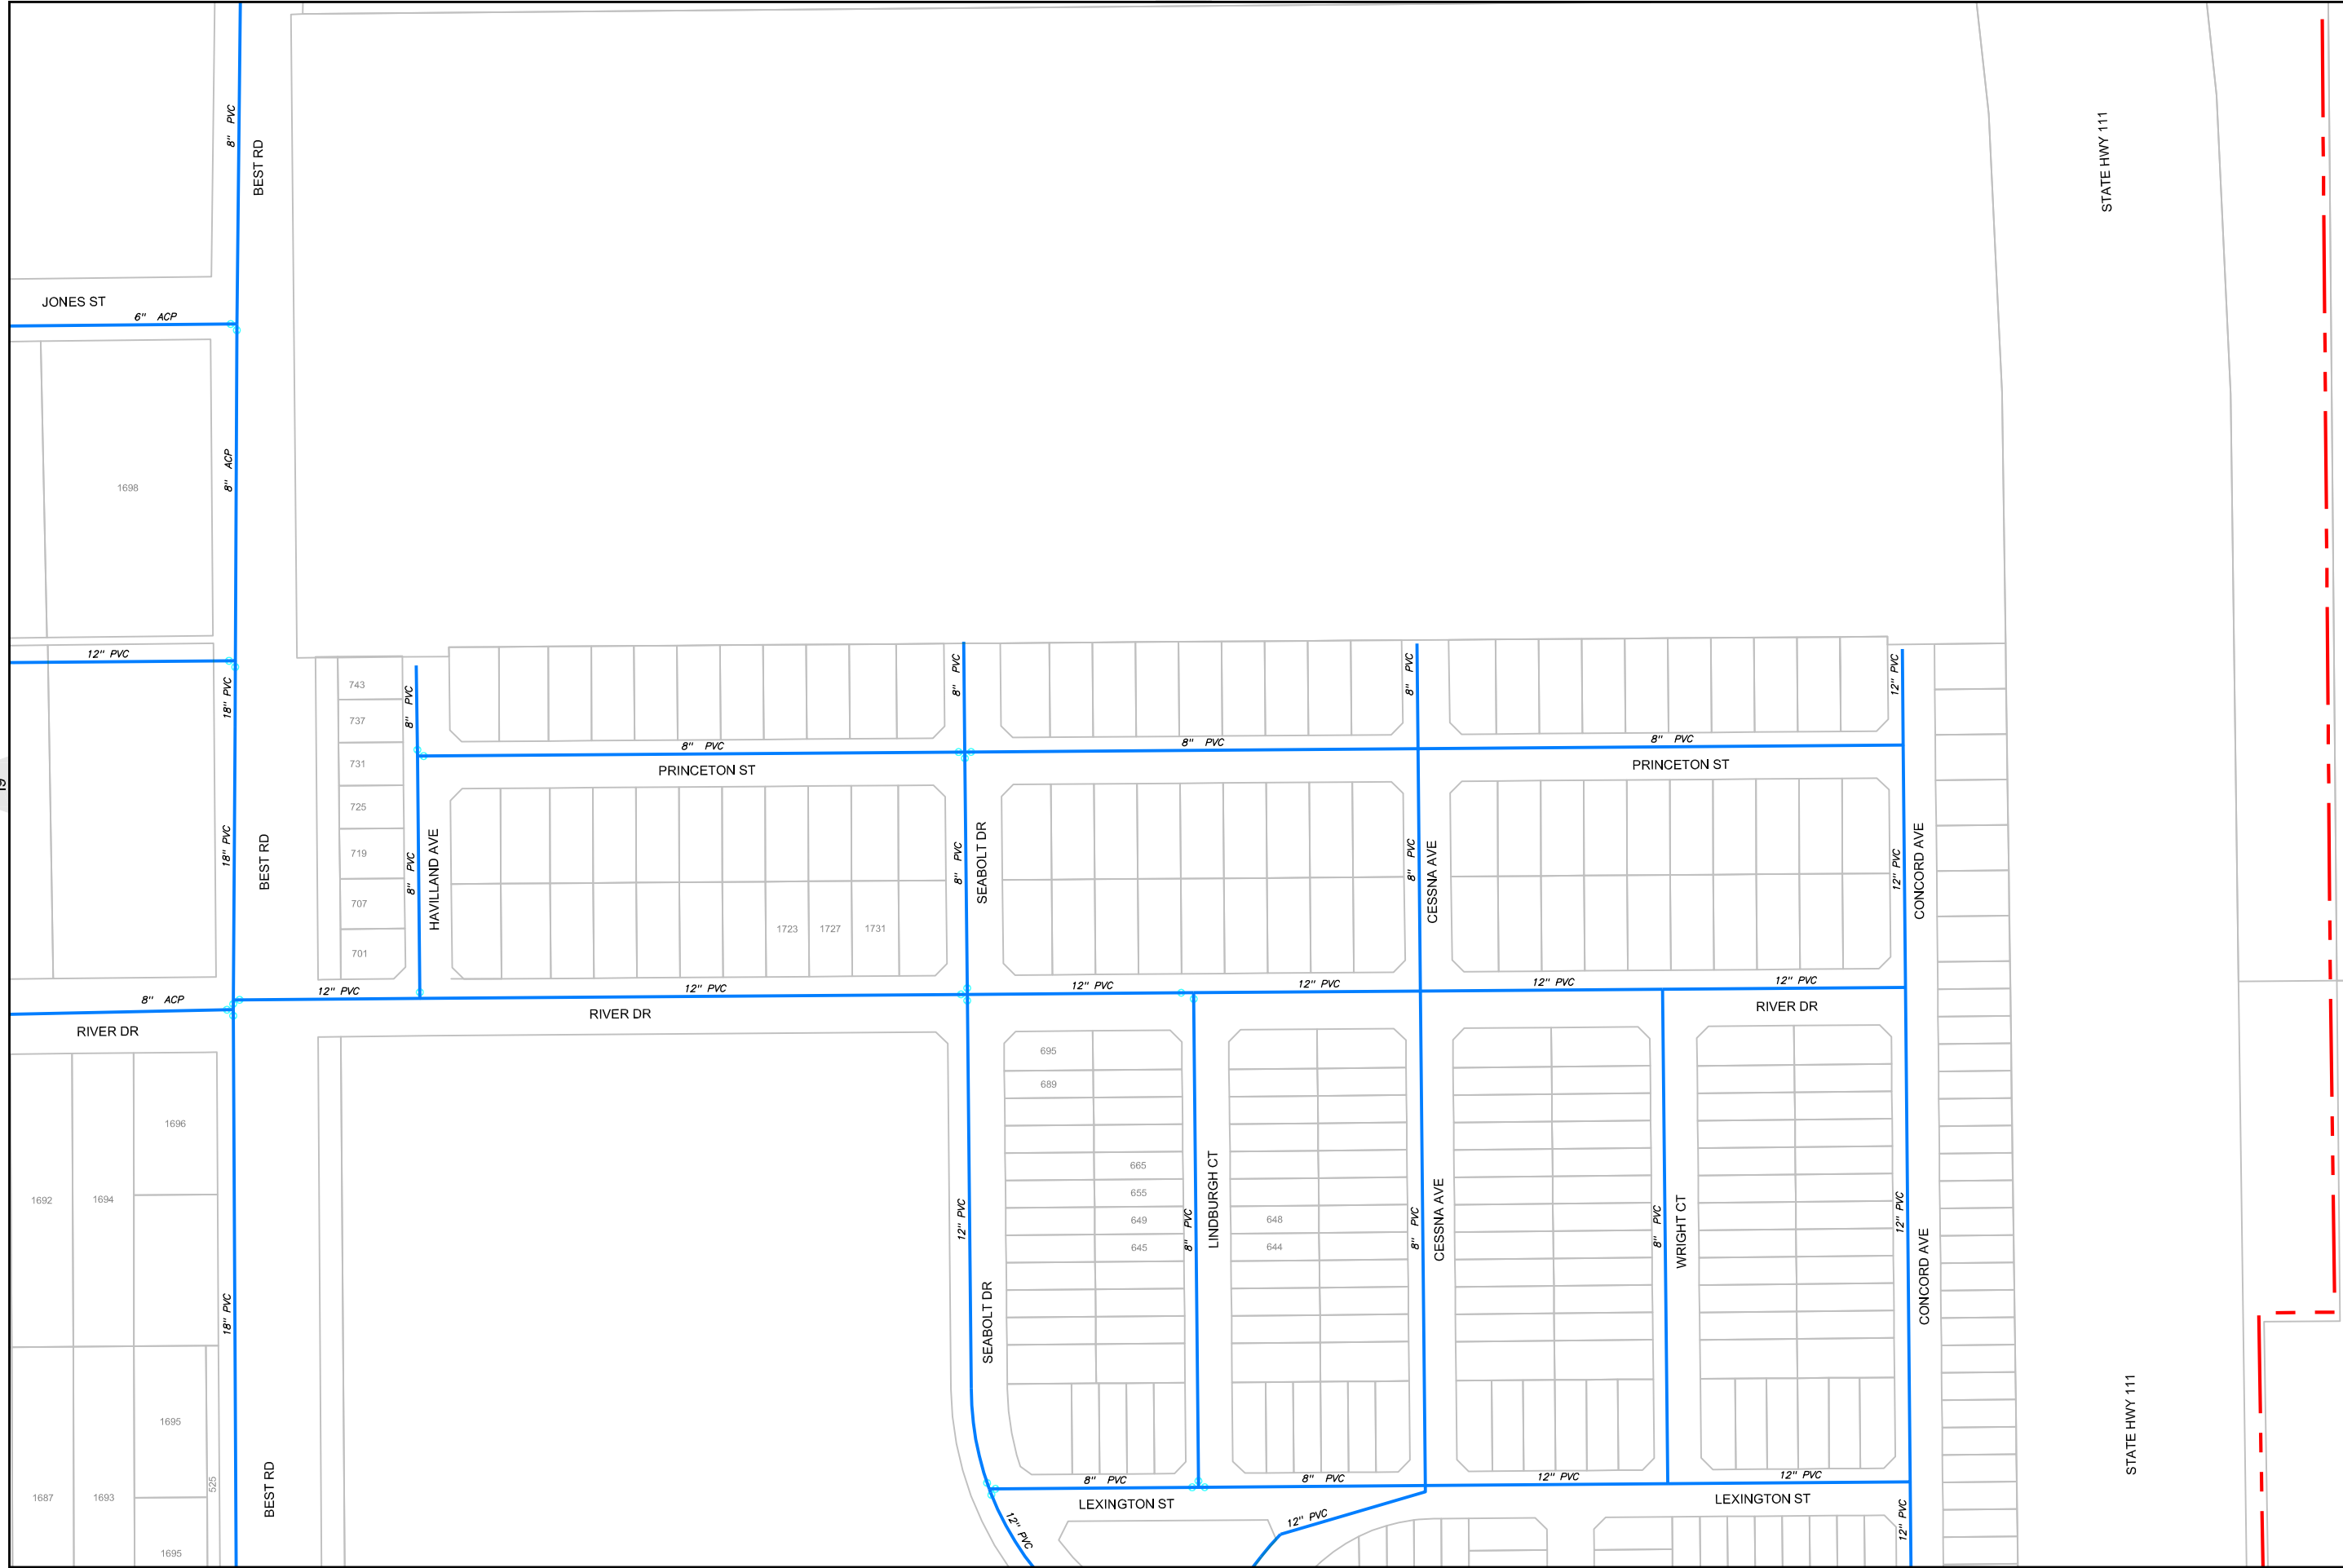 8" PVC
BEST RD
STATE HWY 111
JONES ST
6" ACP
8" ACP
1698
12" PVC
18" PVC
743
737
731
725
719
707
701
8" PVC
8" PVC
HAVILLAND AVE
8" PVC
PRINCETON ST
8" PVC
8" PVC
PRINCETON ST
8" PVC
8" PVC
12" PVC
18" PVC
BEST RD
8" PVC
SEABOLT DR
8" PVC
CESSNA AVE
12" PVC
CONCORD AVE
1723
1727
1731
8" ACP
RIVER DR
12" PVC
12" PVC
RIVER DR
12" PVC
12" PVC
12" PVC
12" PVC
RIVER DR
695
689
665
655
649
645
648
644
1696
1692
1694
18" PVC
12" PVC
SEABOLT DR
8" PVC
LINDBURGH CT
8" PVC
CESSNA AVE
8" PVC
WRIGHT CT
12" PVC
CONCORD AVE
STATE HWY 111
1695
1687
1693
525
1695
BEST RD
8" PVC
LEXINGTON ST
8" PVC
12" PVC
12" PVC
LEXINGTON ST
12" PVC
12" PVC
12" PVC